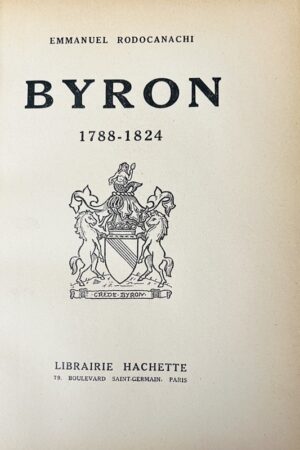 EMMANUEL RODOCANACHI
BYRON
1788-1824
CREDE·BYRON
LIBRAIRIE HACHETTE
79, BOULEVARD SAINT-GERMAIN, PARIS